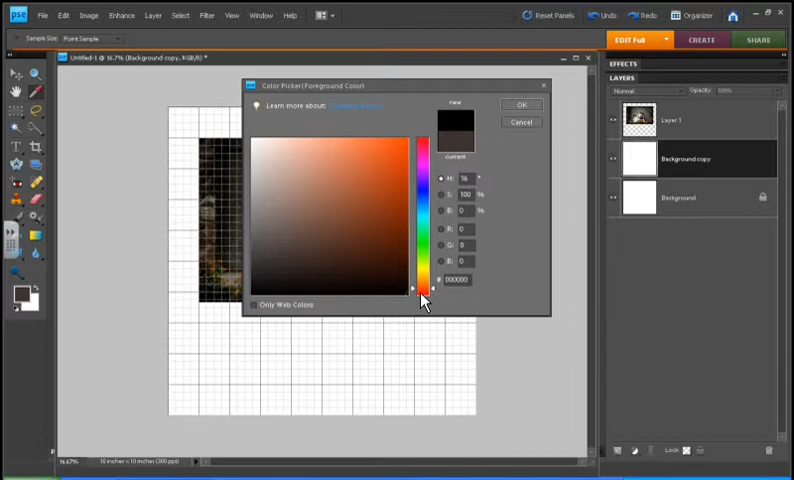 pse File Edit Image Enhance Layer Select Filter View Window Help Reset Panels Undo Redo Organizer
Sample Size: Point Sample
EDIT Full CREATE SHARE
Untitled-1 @ 16.7% (Background copy, RGB/8) *
EFFECTS
LAYERS
Normal Opacity: 100%
Color Picker(Foreground Color)
Learn more about:
new
OK
Cancel
current
H: 16 °
S: 100 %
B: 0 %
R: 0
G: 0
B: 0
# 000000
Only Web Colors
Layer 1
Background copy
Background
16.67% 10 inches x 10 inches (300 ppi)
Lock: